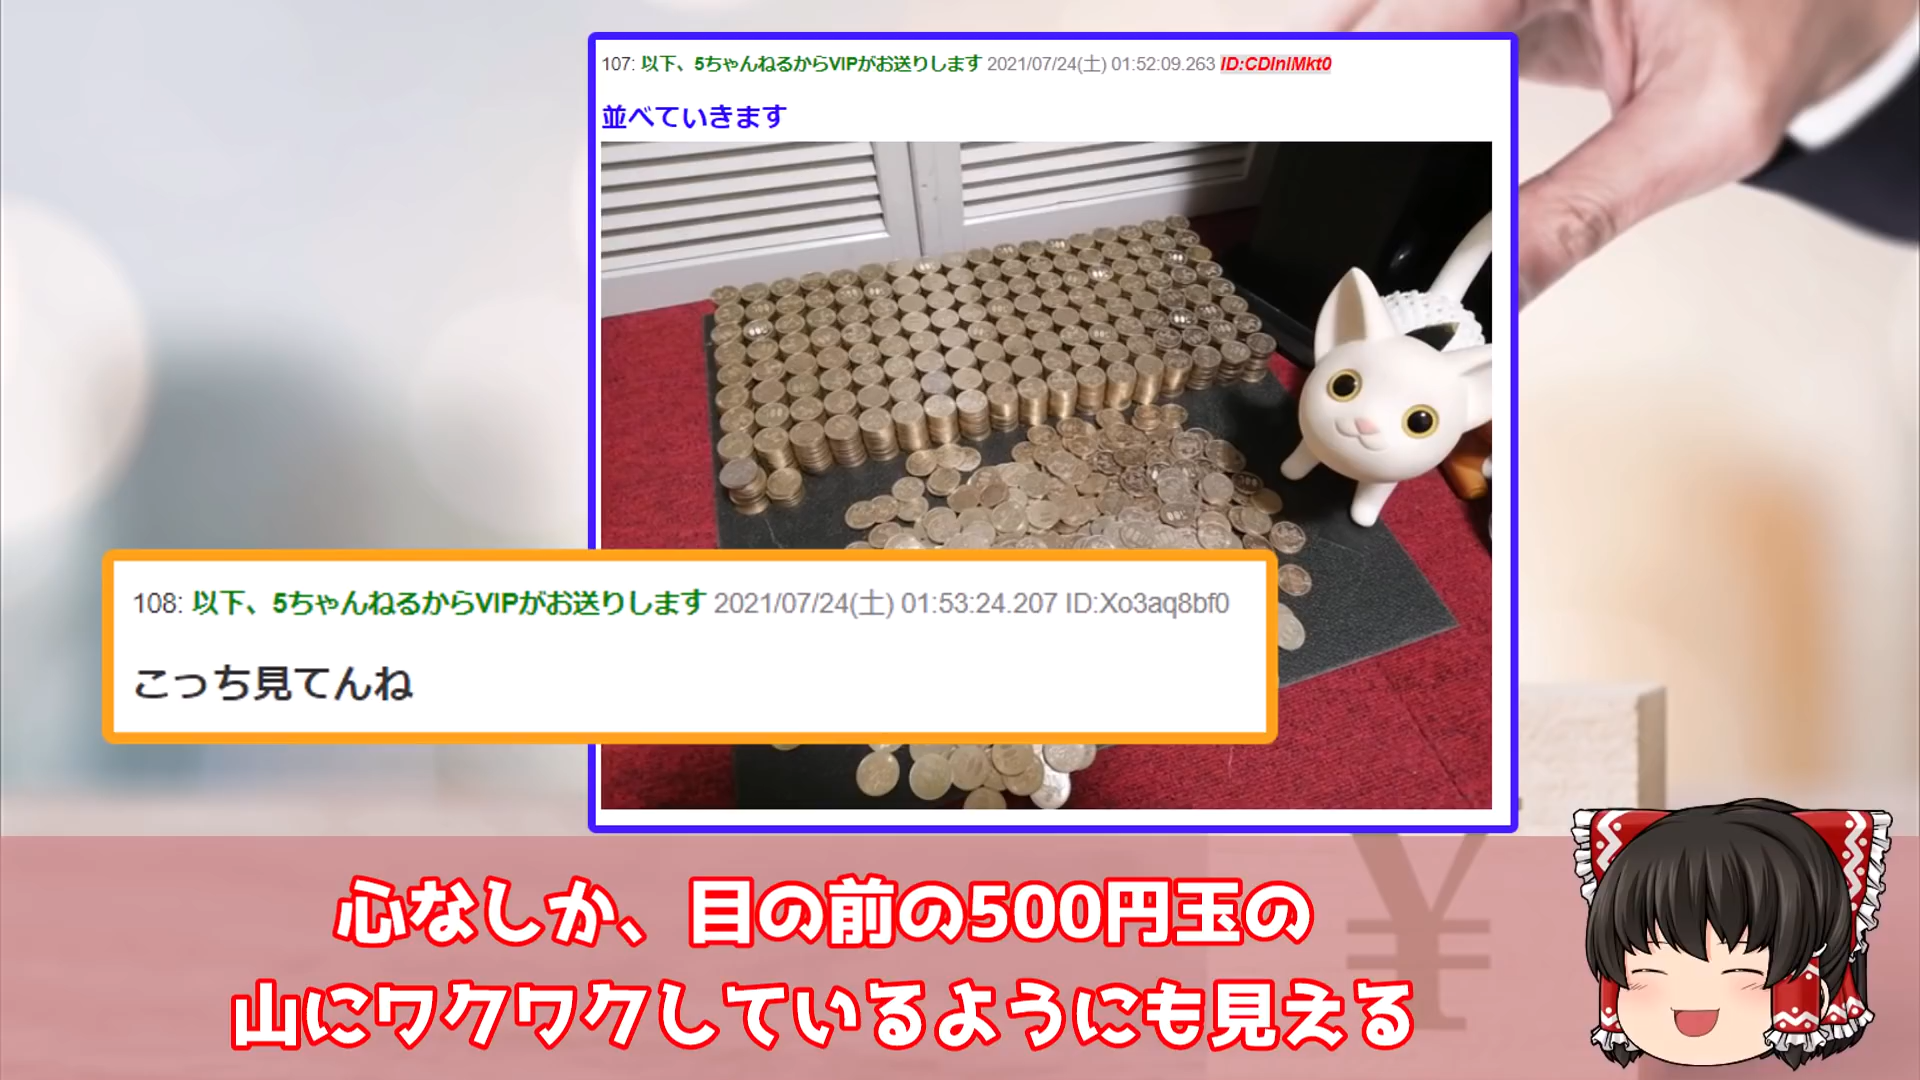 107: 以下、5ちゃんねるからVIPがお送りします 2021/07/24(土) 01:52:09.263 ID:CDlnlMkt0
並べていきます
108: 以下、5ちゃんねるからVIPがお送りします 2021/07/24(土) 01:53:24.207 ID:Xo3aq8bf0
こっち見てんね
心なしか、目の前の500円玉の
山にワクワクしているようにも見える
¥